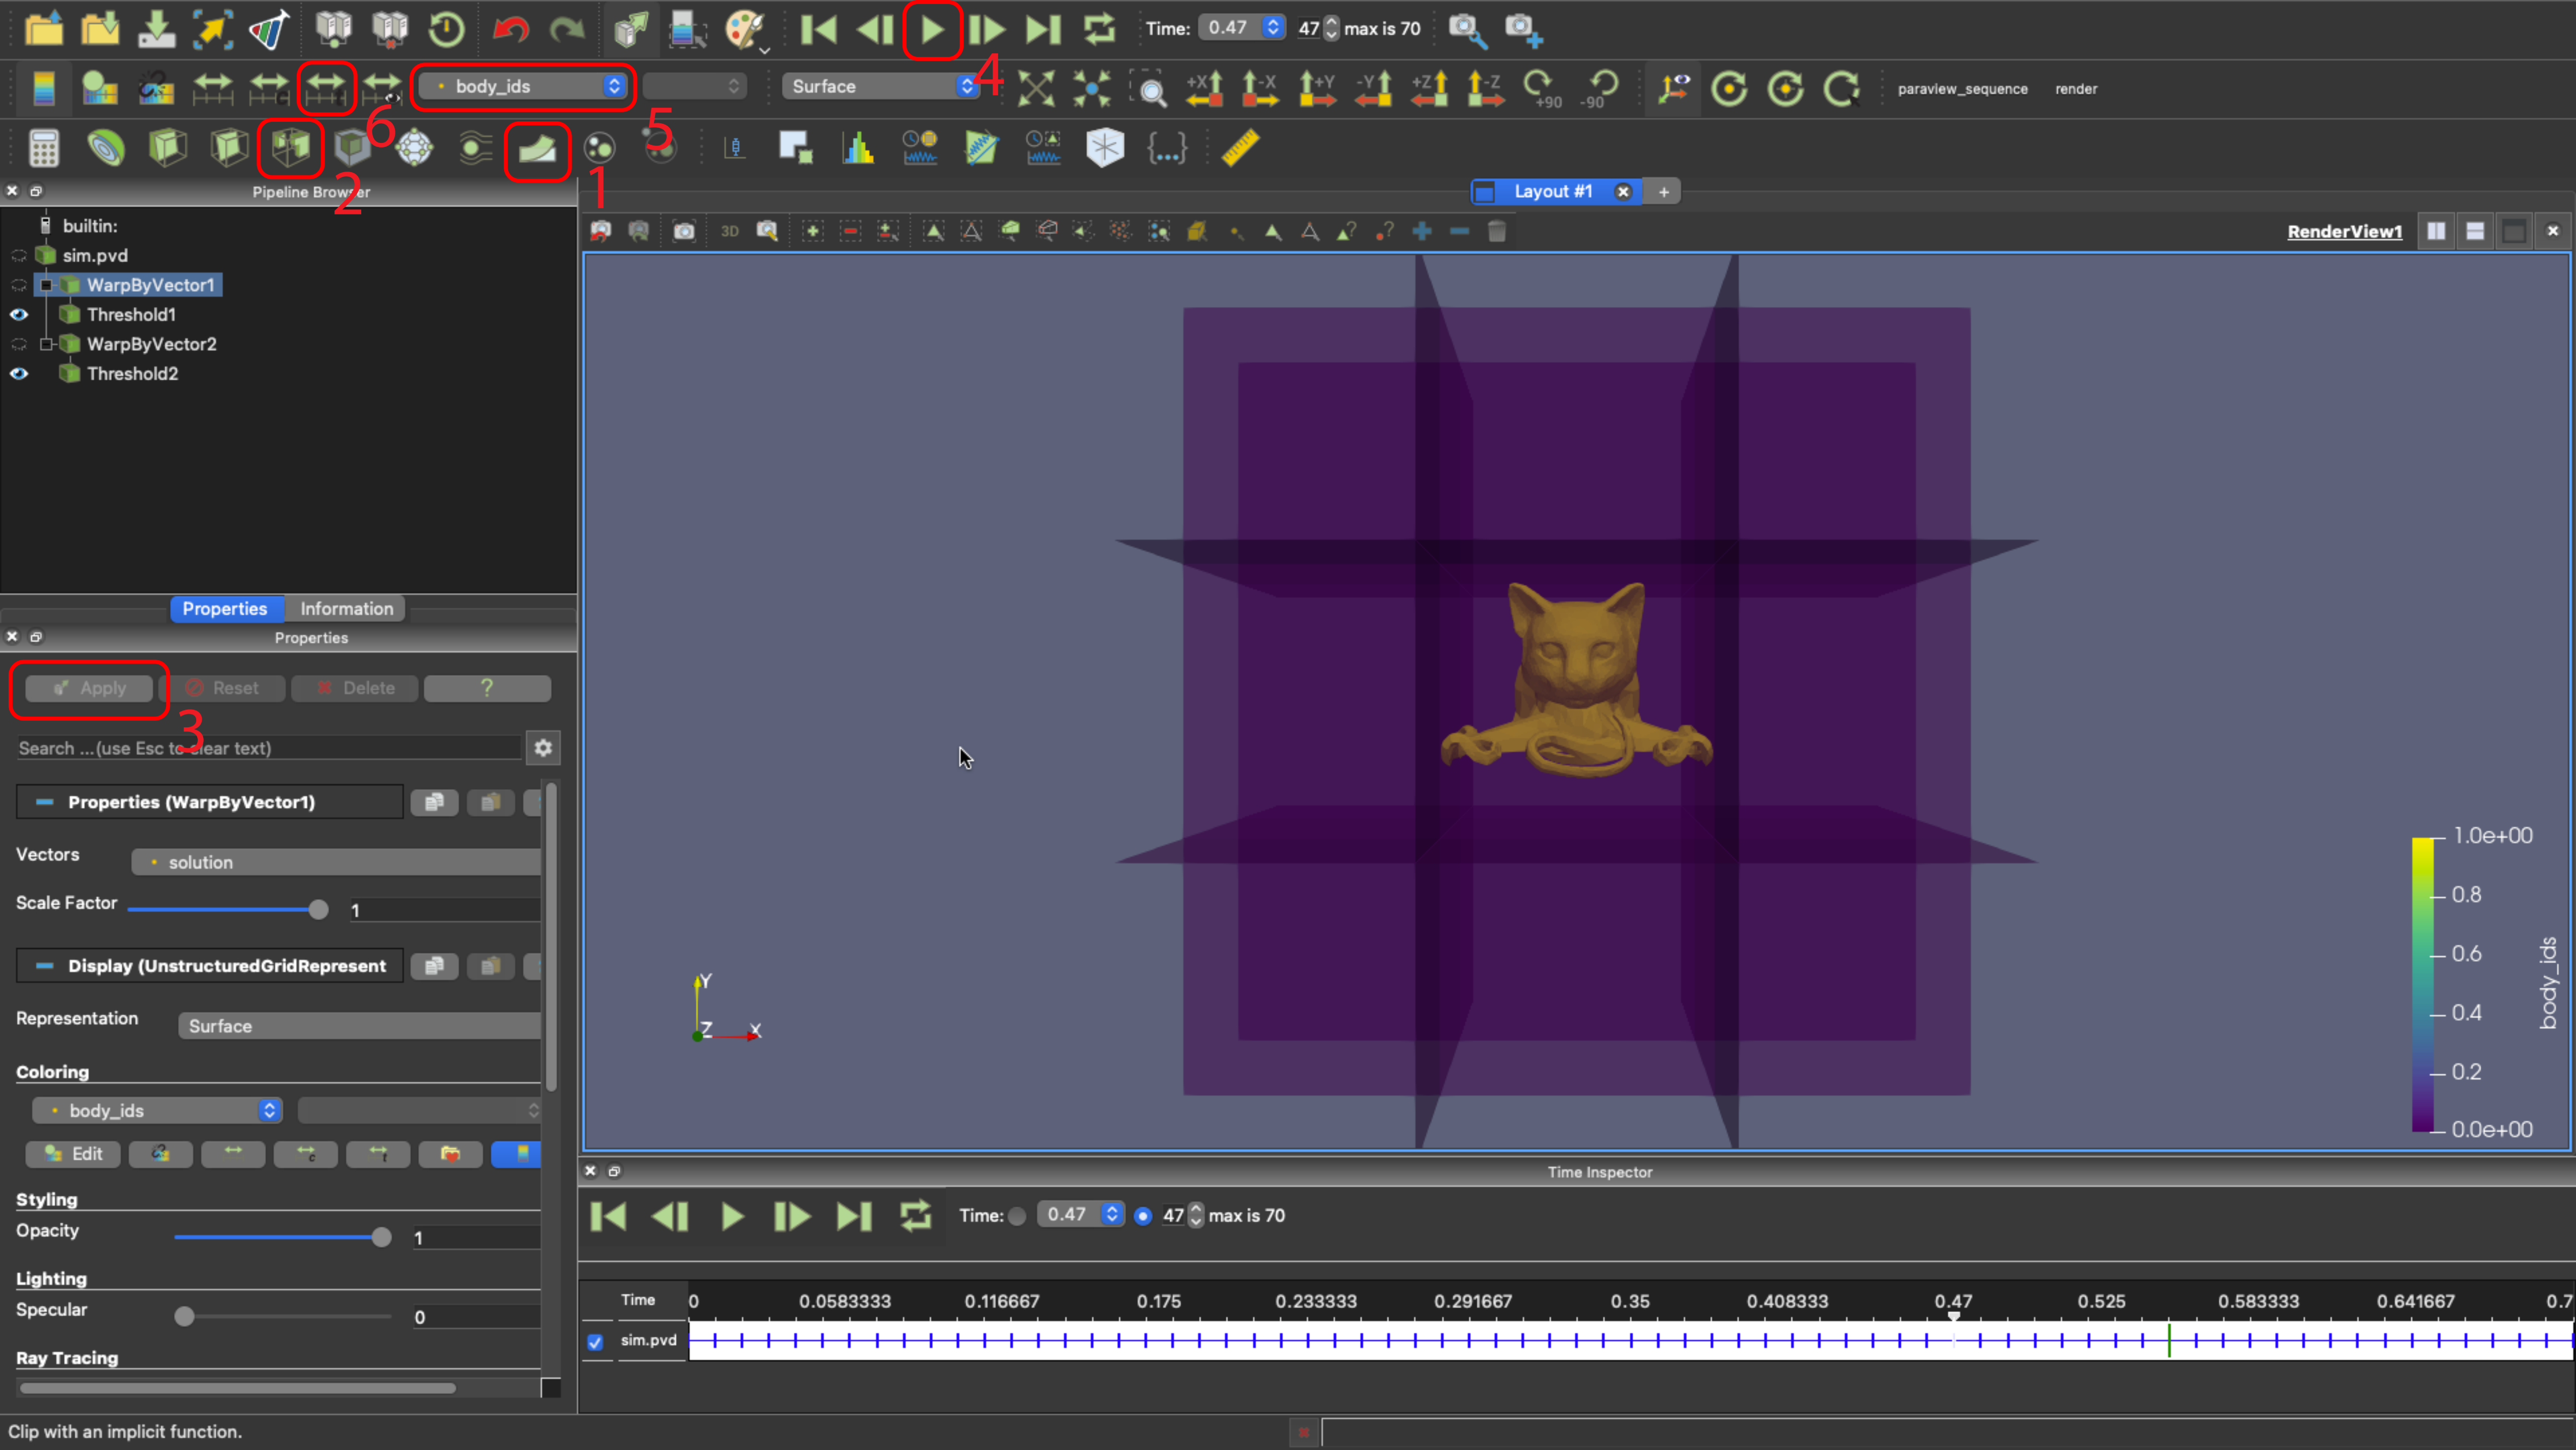 Time: 0.47 47 max is 70
4
body_ids
Surface
+X
-X
+Y
-Y
+Z
-Z
+90
-90
paraview_sequence
render
6
5
2
1
Pipeline Browser
Layout #1
+
builtin:
3D
RenderView1
sim.pvd
WarpByVector1
Threshold1
WarpByVector2
Threshold2
Properties
Information
Properties
Apply
Reset
Delete
?
3
Search ...(use Esc to clear text)
Properties (WarpByVector1)
Vectors
solution
Scale Factor
1
Display (UnstructuredGridRepresent
Representation
Surface
Coloring
body_ids
Edit
c
t
Styling
Opacity
1
Lighting
Specular
0
Ray Tracing
Y
Z
X
1.0e+00
0.8
0.6
0.4
0.2
0.0e+00
body_ids
Time Inspector
Time: 0.47 47 max is 70
Time 0 0.0583333 0.116667 0.175 0.233333 0.291667 0.35 0.408333 0.47 0.525 0.583333 0.641667 0.7
sim.pvd
Clip with an implicit function.